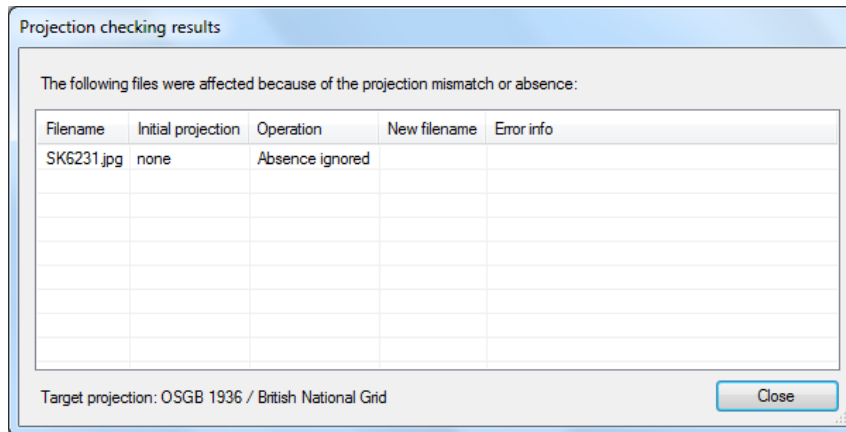 Projection checking results
The following files were affected because of the projection mismatch or absence:
Filename Initial projection Operation New filename Error info
SK6231.jpg none Absence ignored
Target projection: OSGB 1936 / British National Grid
Close